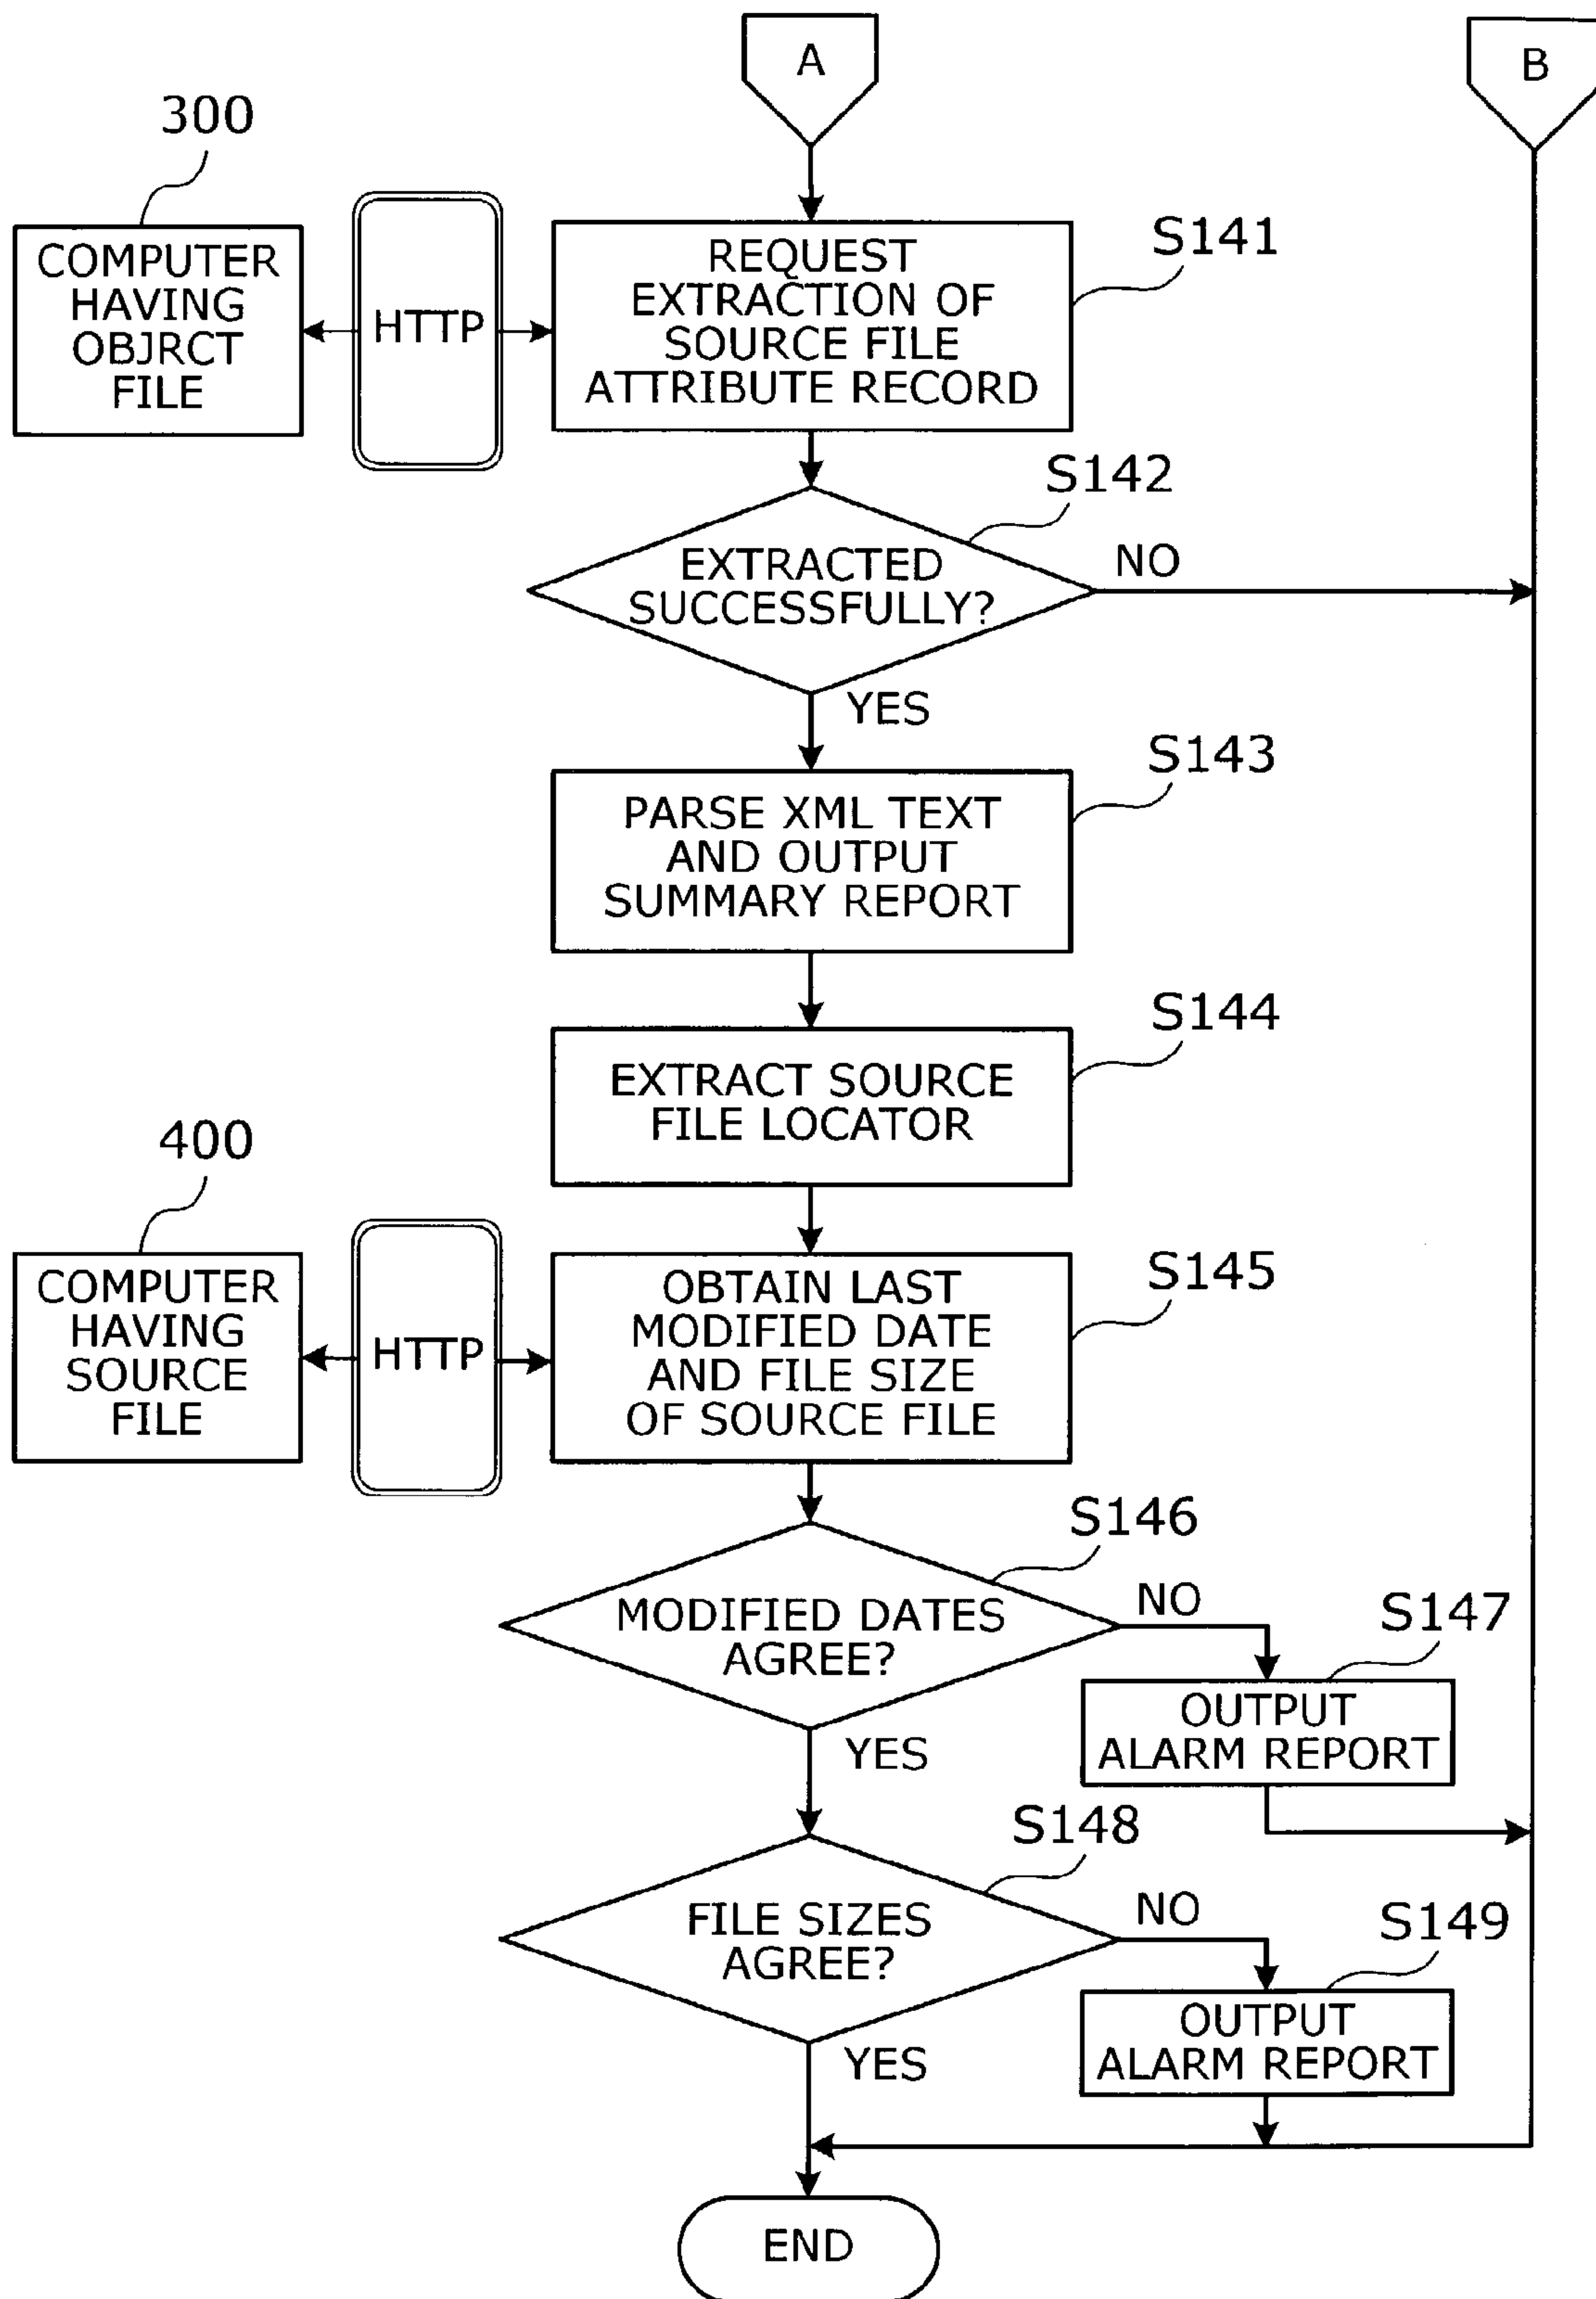 A
B
300
COMPUTER
HAVING
OBJRCT
FILE
HTTP
REQUEST
EXTRACTION OF
SOURCE FILE
ATTRIBUTE RECORD
S141
S142
EXTRACTED
SUCCESSFULLY?
NO
YES
S143
PARSE XML TEXT
AND OUTPUT
SUMMARY REPORT
S144
EXTRACT SOURCE
FILE LOCATOR
400
COMPUTER
HAVING
SOURCE
FILE
HTTP
OBTAIN LAST
MODIFIED DATE
AND FILE SIZE
OF SOURCE FILE
S145
S146
MODIFIED DATES
AGREE?
NO
YES
S147
OUTPUT
ALARM REPORT
S148
FILE SIZES
AGREE?
NO
YES
S149
OUTPUT
ALARM REPORT
END